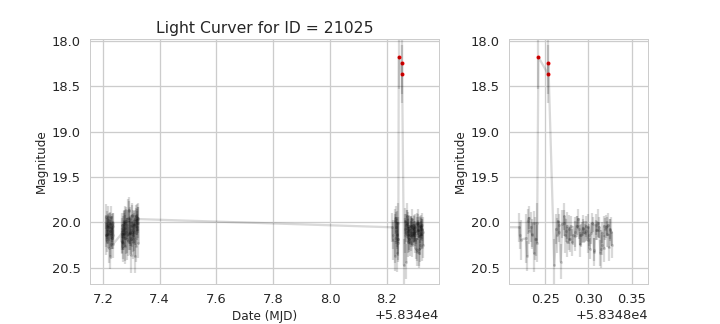 Light Curver for ID = 21025
18.0
18.5
19.0
19.5
20.0
20.5
Magnitude
7.2 7.4 7.6 7.8 8.0 8.2
Date (MJD)
+5.834e4
18.0
18.5
19.0
19.5
20.0
20.5
Magnitude
0.25 0.30 0.35
+5.8348e4